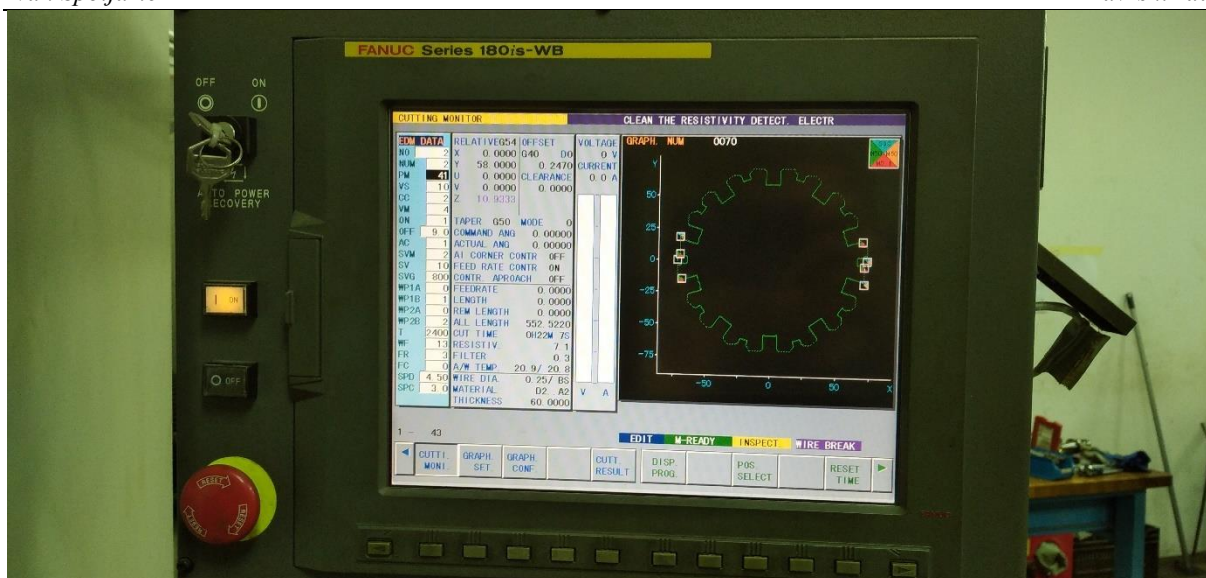 FANUC Series 180is-WB
OFF ON
AUTO POWER
RECOVERY
I ON
O OFF
RESET
RESET
RESET
CUTTING MONITOR CLEAN THE RESISTIVITY DETECT. ELECTR
EDM DATA
NO 2
NUM 2
PM 41
VS 10
CC 2
VM 4
ON 1
OFF 9.0
AC 1
SVM 2
SV 10
SVG 800
WP1A 0
WP1B 1
WP2A 0
WP2B 2
T 2400
WF 13
FR 3
FC 0
SPD 4.50
SPC 3.0
RELATIVE G54 OFFSET
X 0.0000 G40 D0
Y 58.0000 0.2470
U 0.0000 CLEARANCE
V 0.0000 0.0000
Z 10.9333
TAPER G50 MODE 0
COMMAND ANG 0.00000
ACTUAL ANG 0.00000
AI CORNER CONTR OFF
FEED RATE CONTR ON
CONTR. APROACH OFF
FEEDRATE 0.0000
LENGTH 0.0000
REM LENGTH 0.0000
ALL LENGTH 552.5220
CUT TIME 0H22M 7S
RESISTIV. 7.1
FILTER 0.3
A/W TEMP 20.9/ 20.8
WIRE DIA. 0.25/ BS
MATERIAL D2. A2
THICKNESS 60.0000
VOLTAGE
0 V
CURRENT
0.0 A
V A
GRAPH. NUM 0070
Y
50
25
0
-25
-50
-75
-50 0 50 X
1 - 43
EDIT M-READY INSPECT. WIRE BREAK
CUTTI. MONI
GRAPH. SET.
GRAPH. CONF.
CUTT. RESULT
DISP. PROG.
POS. SELECT
RESET TIME